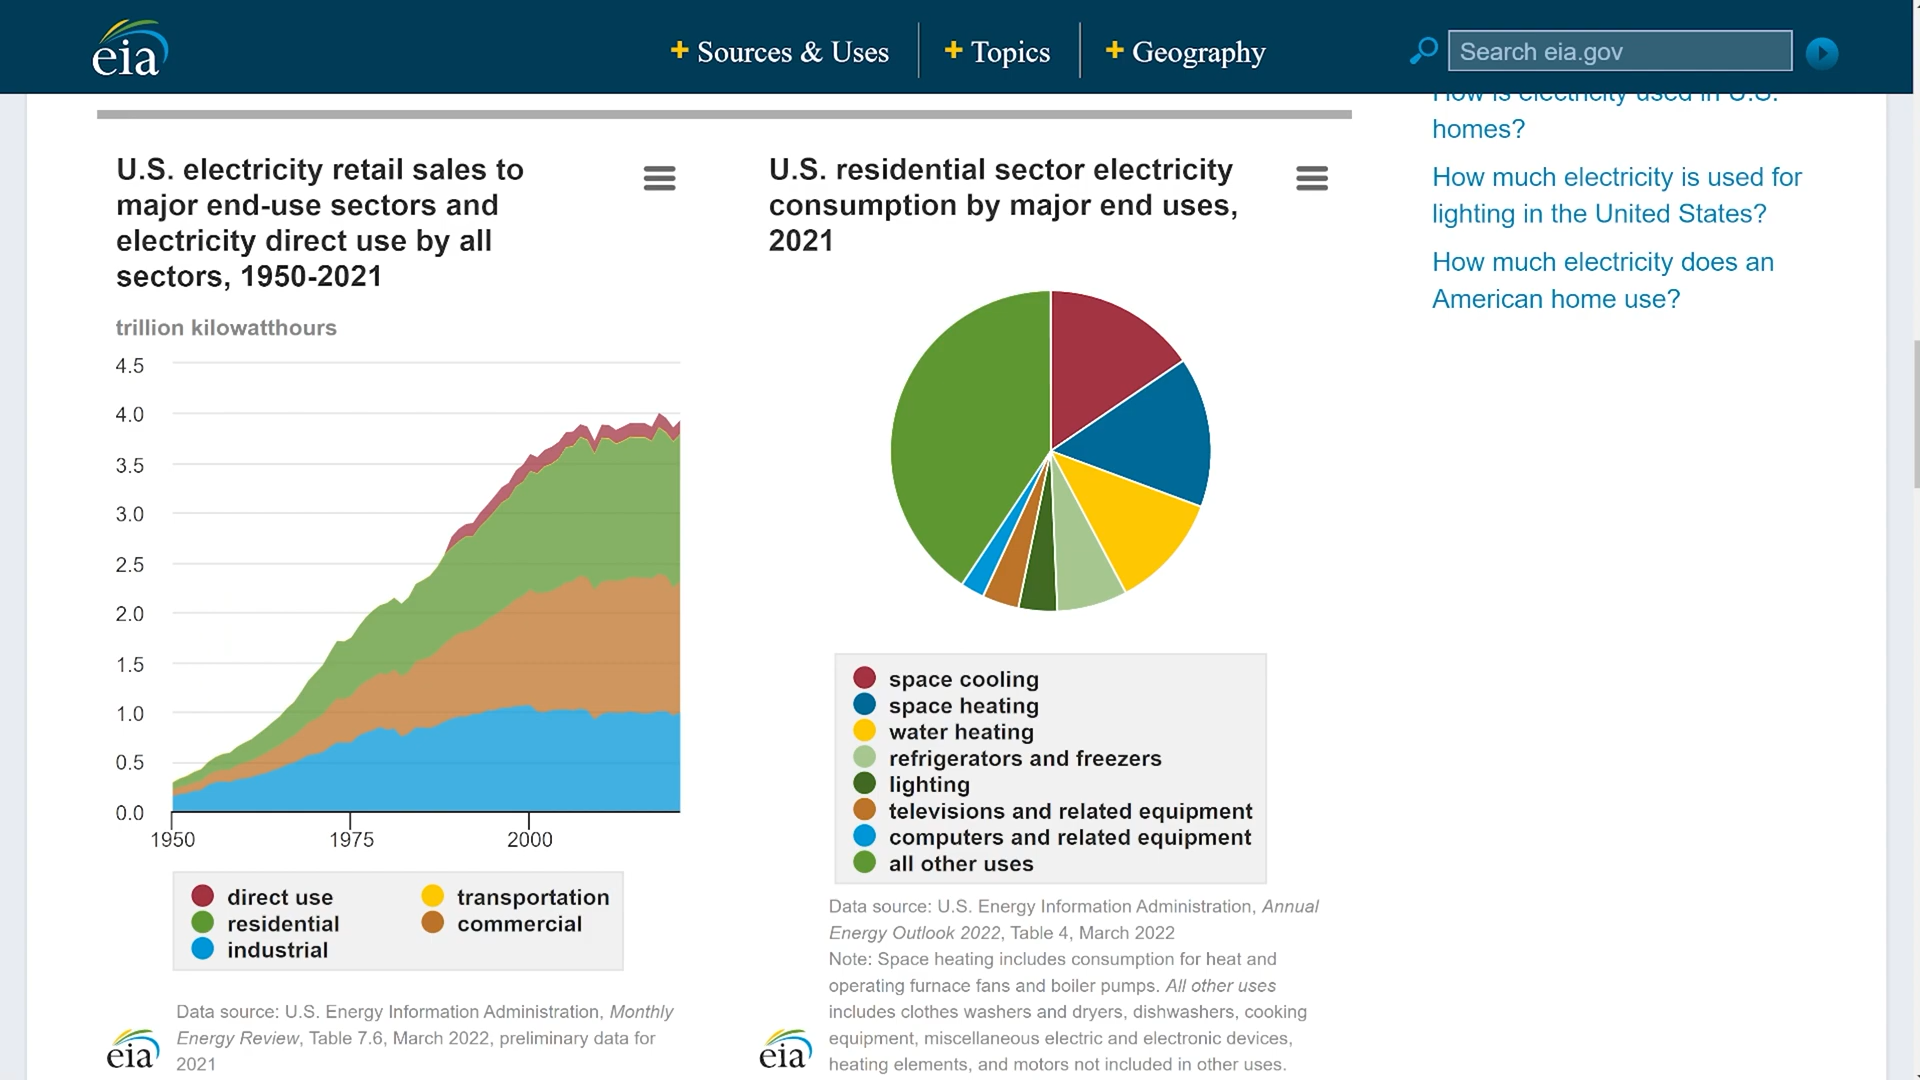 eia
+ Sources & Uses
+ Topics
+ Geography
Search eia.gov
How is electricity used in U.S.
homes?
How much electricity is used for
lighting in the United States?
How much electricity does an
American home use?
U.S. electricity retail sales to
major end-use sectors and
electricity direct use by all
sectors, 1950-2021
trillion kilowatthours
4.5
4.0
3.5
3.0
2.5
2.0
1.5
1.0
0.5
0.0
1950
1975
2000
direct use
residential
industrial
transportation
commercial
Data source: U.S. Energy Information Administration, Monthly
Energy Review, Table 7.6, March 2022, preliminary data for
2021
eia
U.S. residential sector electricity
consumption by major end uses,
2021
space cooling
space heating
water heating
refrigerators and freezers
lighting
televisions and related equipment
computers and related equipment
all other uses
Data source: U.S. Energy Information Administration, Annual
Energy Outlook 2022, Table 4, March 2022
Note: Space heating includes consumption for heat and
operating furnace fans and boiler pumps. All other uses
includes clothes washers and dryers, dishwashers, cooking
equipment, miscellaneous electric and electronic devices,
heating elements, and motors not included in other uses.
eia